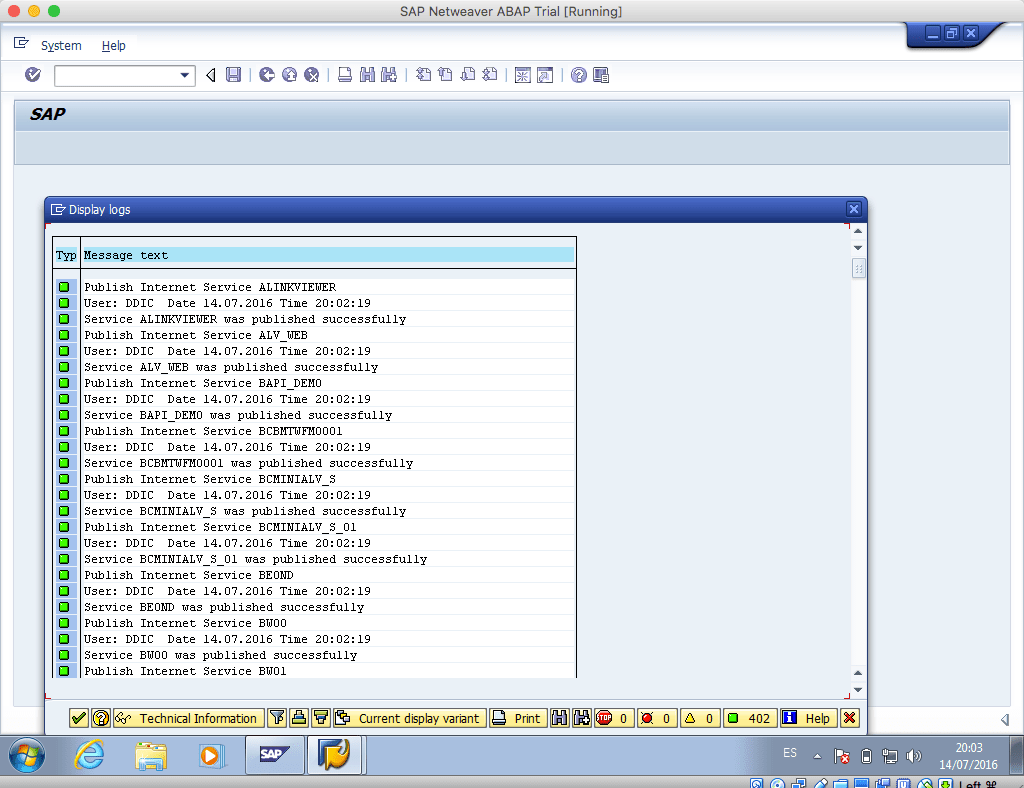 SAP Netweaver ABAP Trial [Running]
System Help
SAP
Display logs
Typ Message text
Publish Internet Service ALINKVIEWER
User: DDIC Date 14.07.2016 Time 20:02:19
Service ALINKVIEWER was published successfully
Publish Internet Service ALV_WEB
User: DDIC Date 14.07.2016 Time 20:02:19
Service ALV_WEB was published successfully
Publish Internet Service BAPI_DEMO
User: DDIC Date 14.07.2016 Time 20:02:19
Service BAPI_DEMO was published successfully
Publish Internet Service BCBMTWFM0001
User: DDIC Date 14.07.2016 Time 20:02:19
Service BCBMTWFM0001 was published successfully
Publish Internet Service BCMINIALV_S
User: DDIC Date 14.07.2016 Time 20:02:19
Service BCMINIALV_S was published successfully
Publish Internet Service BCMINIALV_S_01
User: DDIC Date 14.07.2016 Time 20:02:19
Service BCMINIALV_S_01 was published successfully
Publish Internet Service BEOND
User: DDIC Date 14.07.2016 Time 20:02:19
Service BEOND was published successfully
Publish Internet Service BW00
User: DDIC Date 14.07.2016 Time 20:02:19
Service BW00 was published successfully
Publish Internet Service BW01
Technical Information Current display variant Print STOP 0 0 0 402 Help
SAP ES 20:03
14/07/2016
Left ⌘